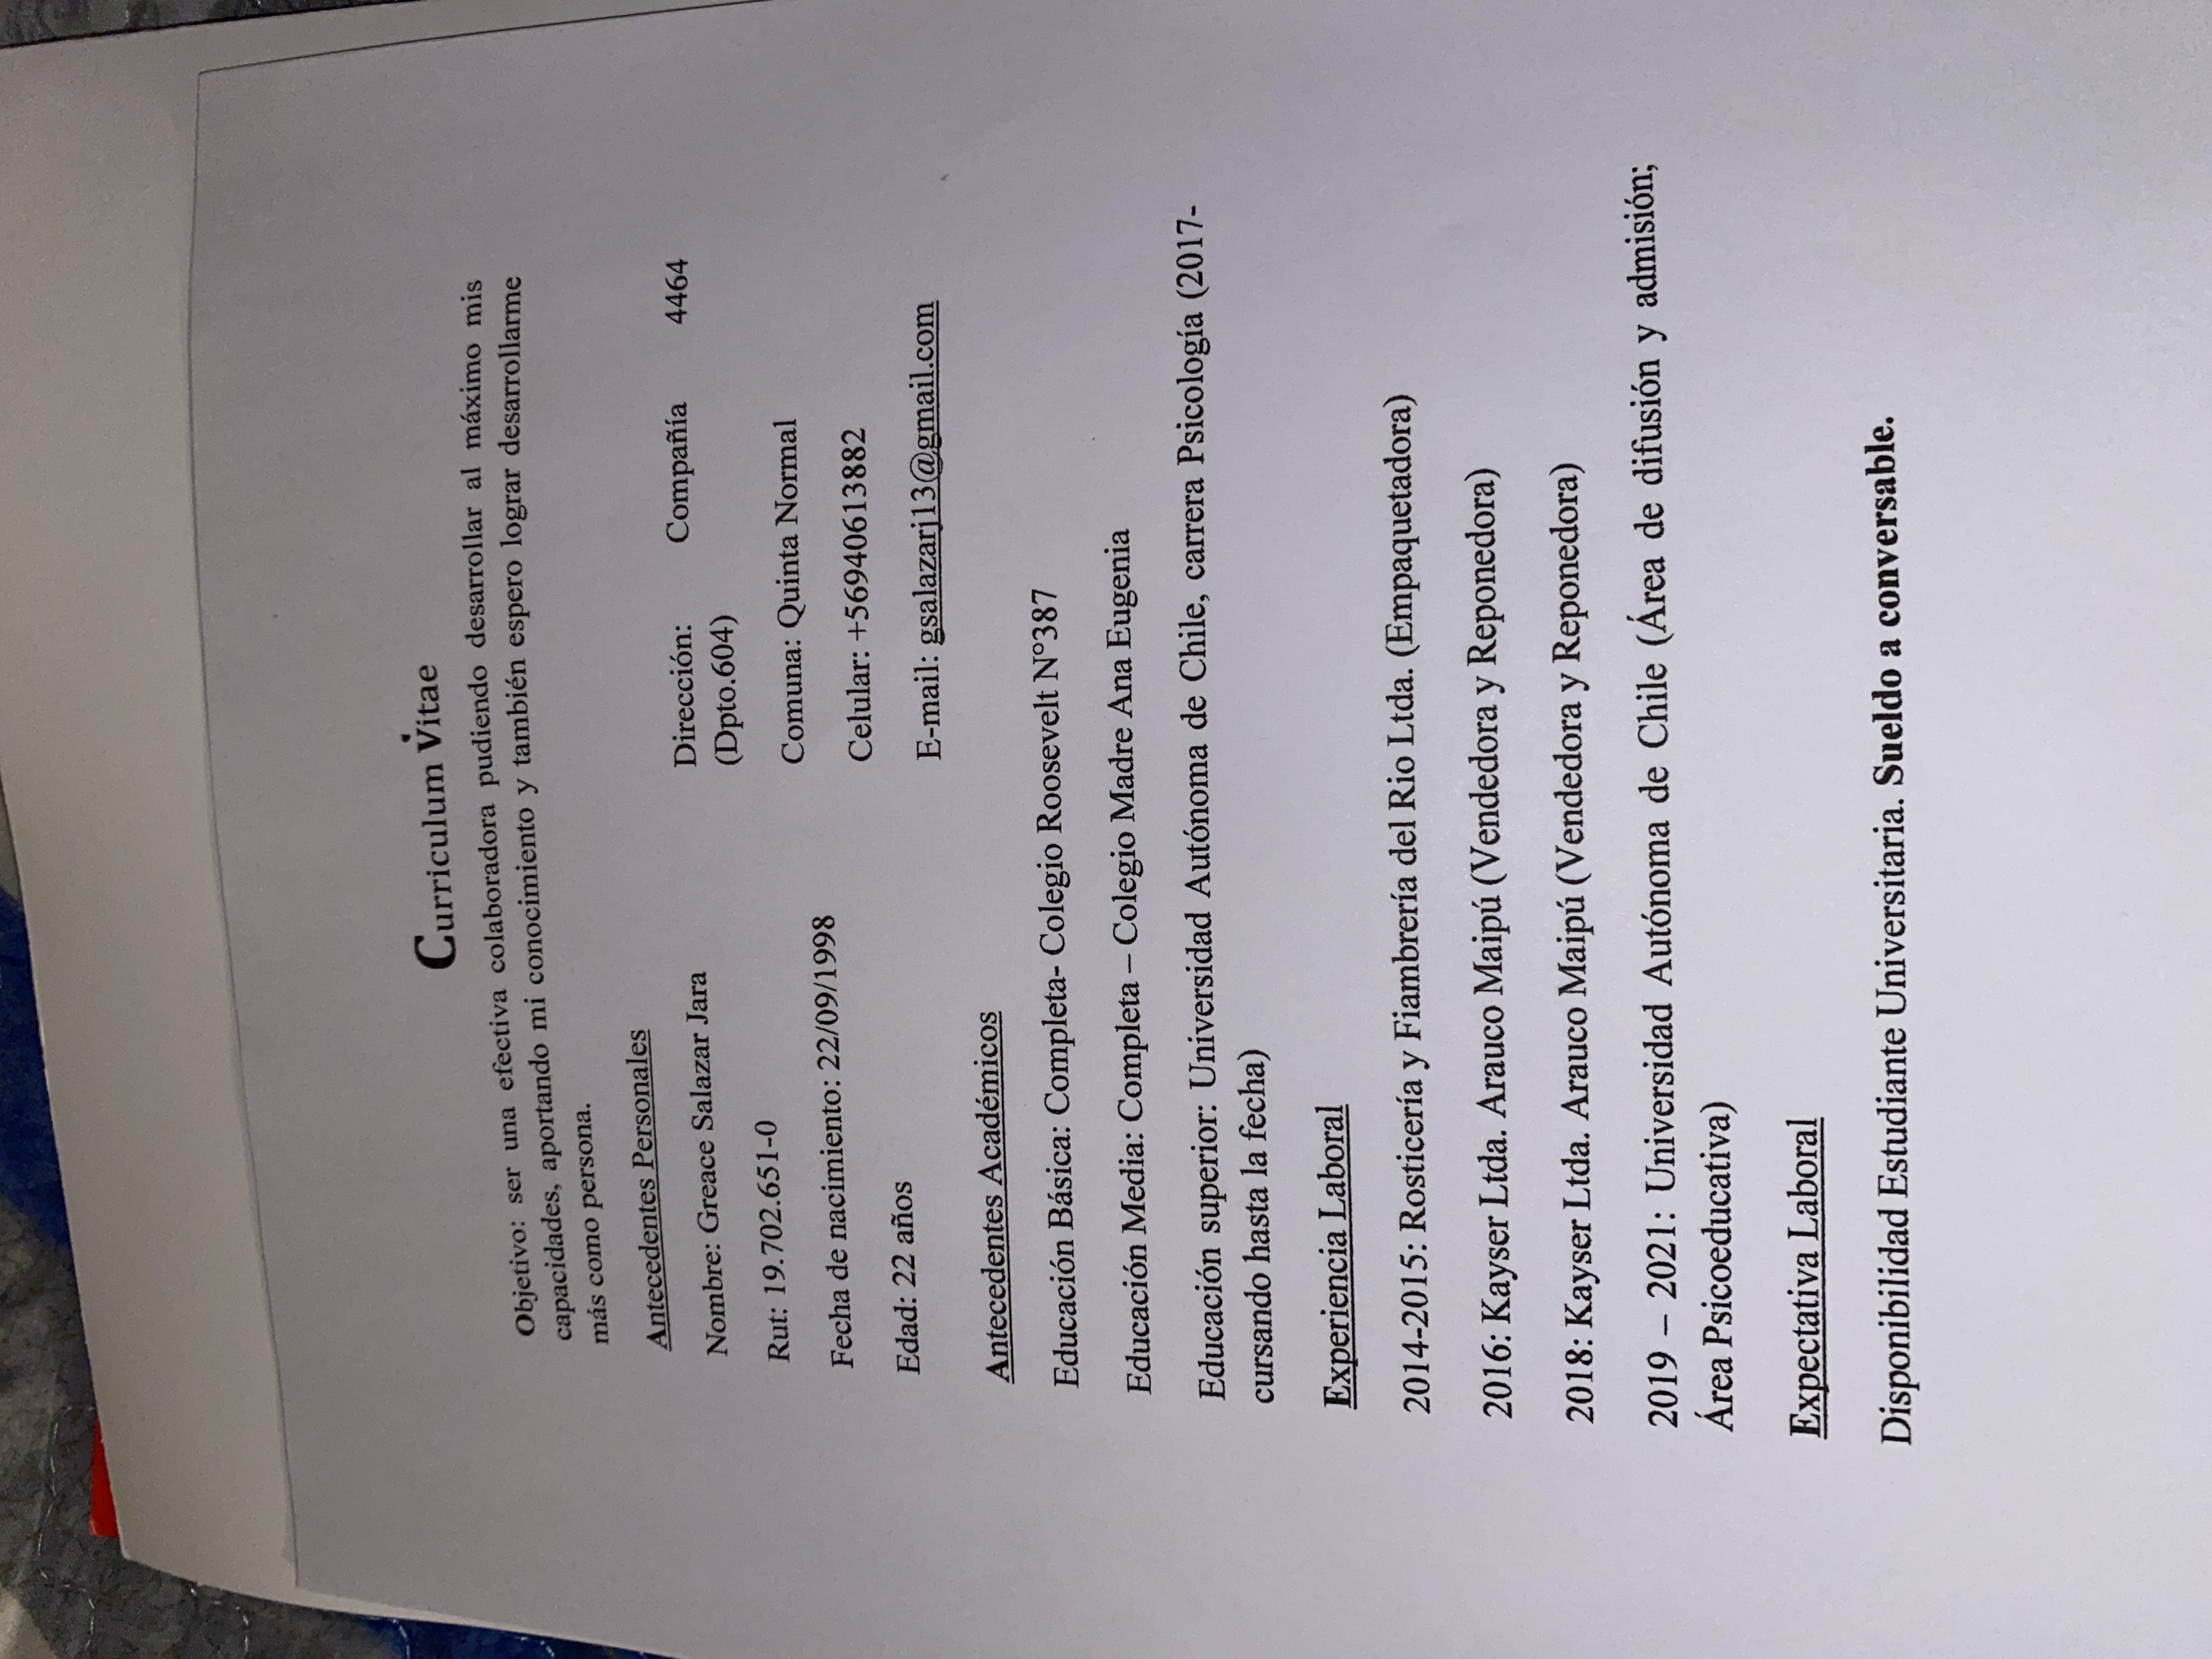 Curriculum Vitae
Objetivo: ser una efectiva colaboradora pudiendo desarrollar al máximo mis
capacidades, aportando mi conocimiento y también espero lograr desarrollarme
más como persona.
Antecedentes Personales
Nombre: Greace Salazar Jara
Rut: 19.702.651-0
Fecha de nacimiento: 22/09/1998
Edad: 22 años
Dirección: Compañía 4464
(Dpto.604)
Comuna: Quinta Normal
Celular: +56940613882
E-mail: gsalazarj13@gmail.com
Antecedentes Académicos
Educación Básica: Completa- Colegio Roosevelt N°387
Educación Media: Completa – Colegio Madre Ana Eugenia
Educación superior: Universidad Autónoma de Chile, carrera Psicología (2017-
cursando hasta la fecha)
Experiencia Laboral
2014-2015: Rosticería y Fiambrería del Rio Ltda. (Empaquetadora)
2016: Kayser Ltda. Arauco Maipú (Vendedora y Reponedora)
2018: Kayser Ltda. Arauco Maipú (Vendedora y Reponedora)
2019 – 2021: Universidad Autónoma de Chile (Área de difusión y admisión;
Área Psicoeducativa)
Expectativa Laboral
Disponibilidad Estudiante Universitaria. Sueldo a conversable.